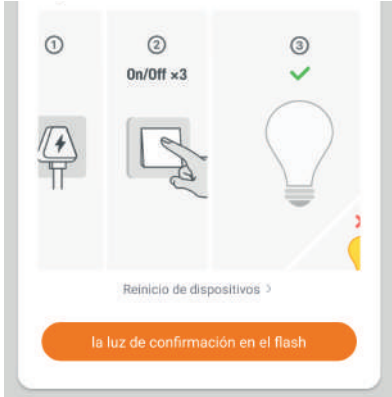 ① ② ③
On/Off ×3
Reinicio de dispositivos >
la luz de confirmación en el flash